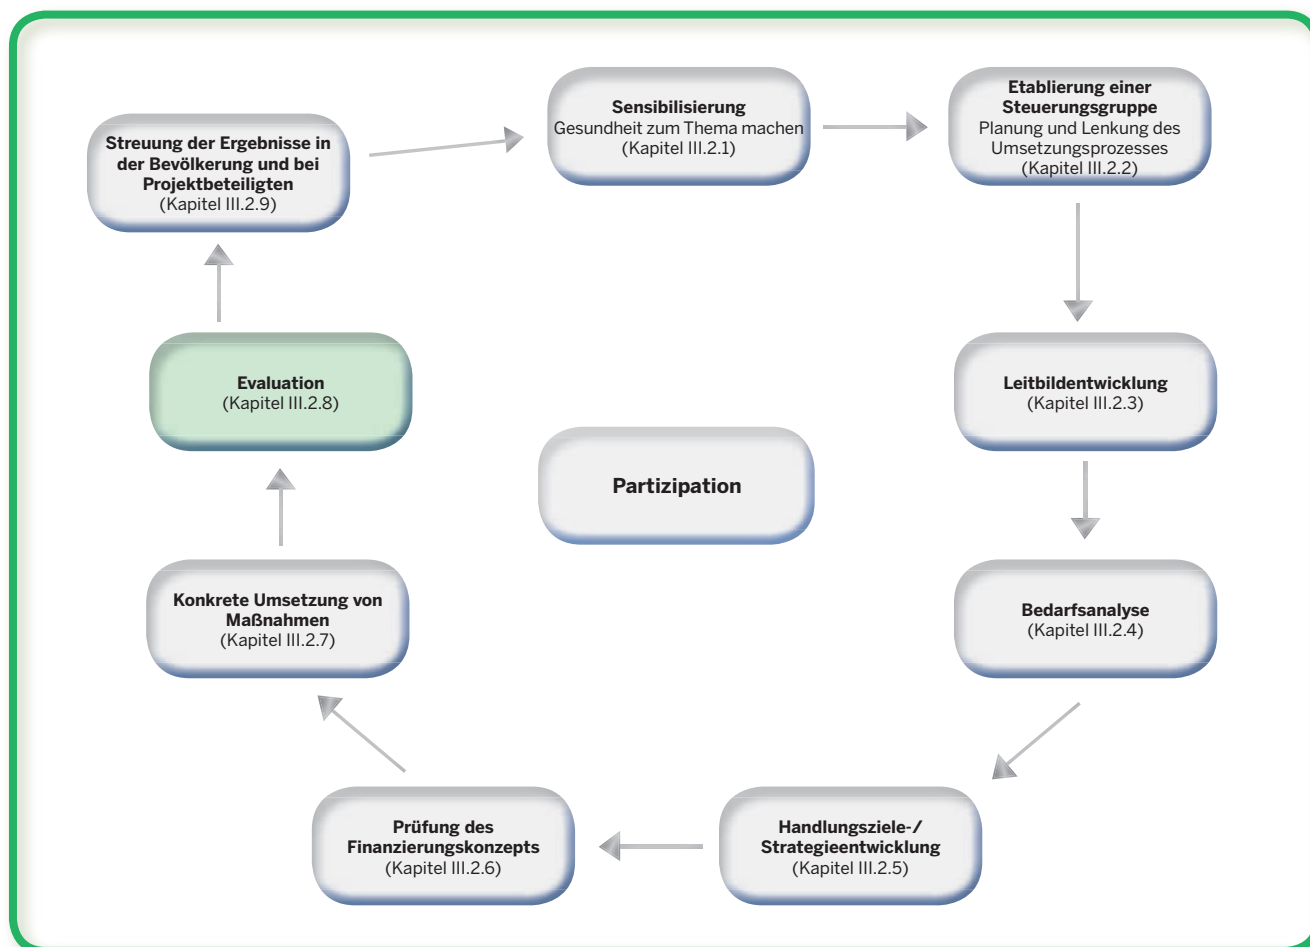 Sensibilisierung
Gesundheit zum Thema machen
(Kapitel III.2.1)
Etablierung einer
Steuerungsgruppe
Planung und Lenkung des
Umsetzungsprozesses
(Kapitel III.2.2)
Leitbildentwicklung
(Kapitel III.2.3)
Bedarfsanalyse
(Kapitel III.2.4)
Handlungsziele-/
Strategieentwicklung
(Kapitel III.2.5)
Prüfung des
Finanzierungskonzepts
(Kapitel III.2.6)
Konkrete Umsetzung von
Maßnahmen
(Kapitel III.2.7)
Evaluation
(Kapitel III.2.8)
Streuung der Ergebnisse in
der Bevölkerung und bei
Projektbeteiligten
(Kapitel III.2.9)
Partizipation